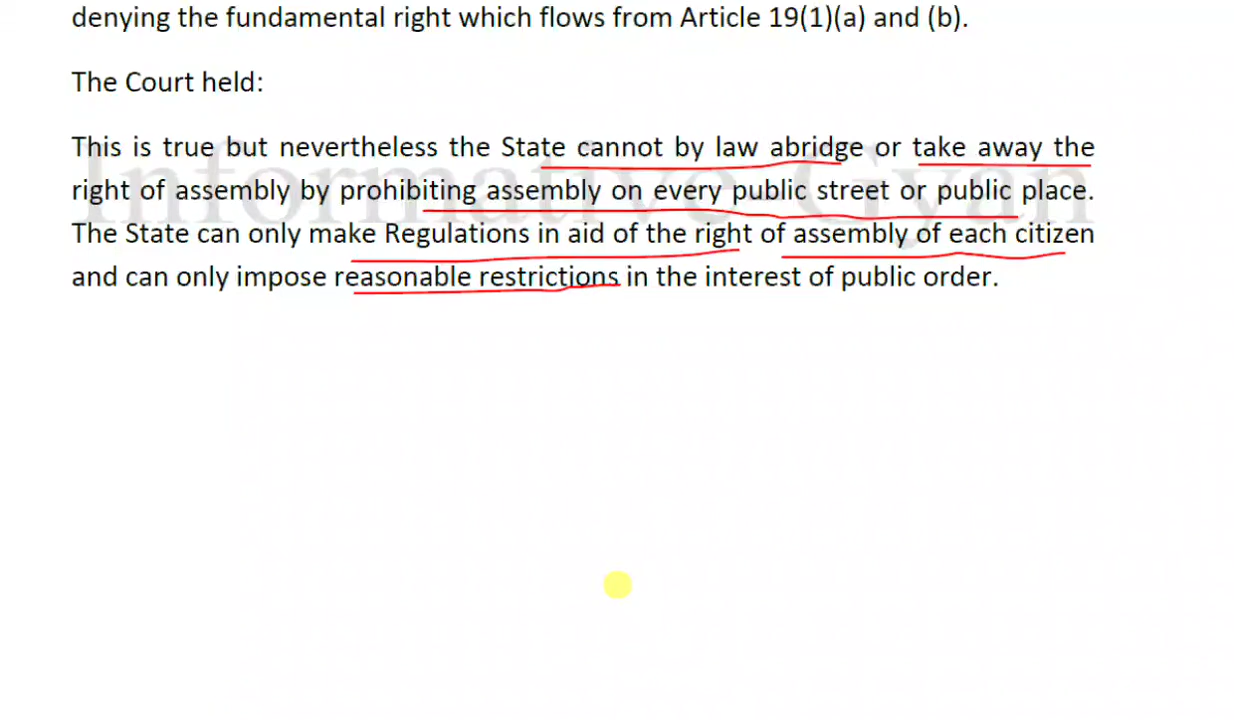 denying the fundamental right which flows from Article 19(1)(a) and (b).
The Court held:
This is true but nevertheless the State cannot by law abridge or take away the
right of assembly by prohibiting assembly on every public street or public place.
The State can only make Regulations in aid of the right of assembly of each citizen
and can only impose reasonable restrictions in the interest of public order.
Informative-Gyan